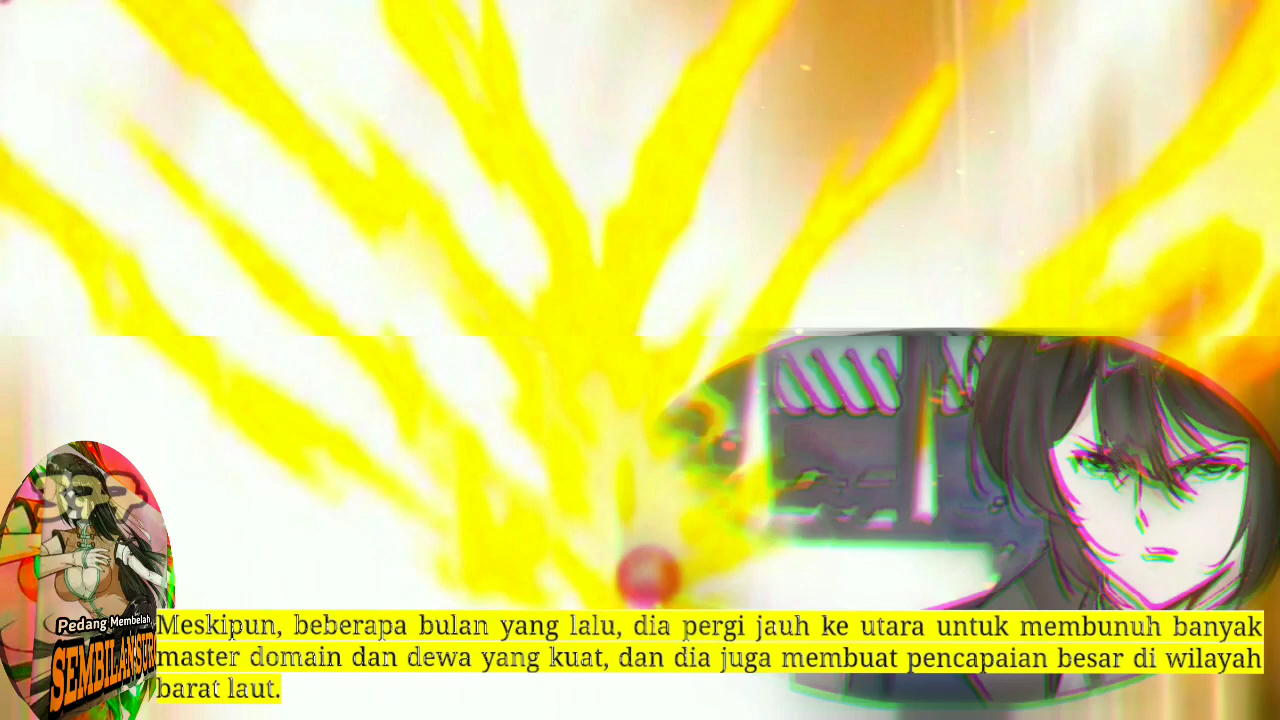 Pedang Membelah
Meskipun, beberapa bulan yang lalu, dia pergi jauh ke utara untuk membunuh banyak
master domain dan dewa yang kuat, dan dia juga membuat pencapaian besar di wilayah
barat laut.